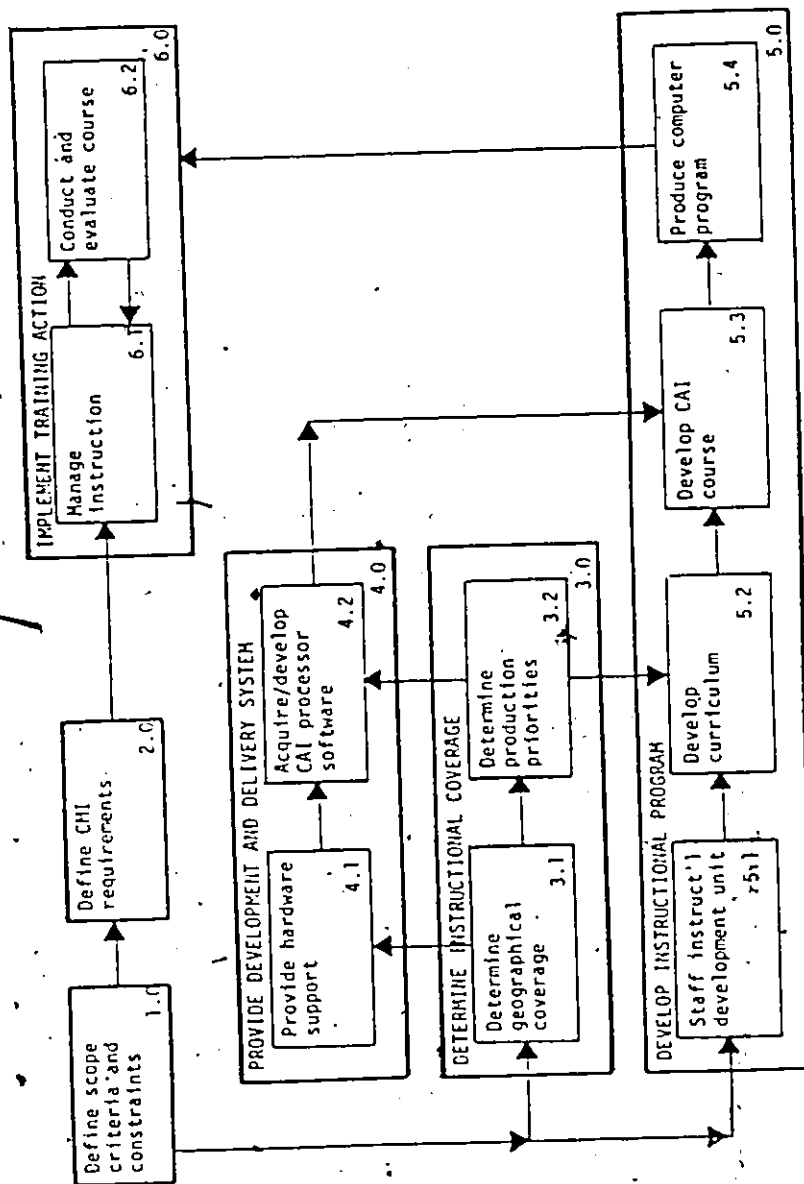 Define scope
criteria and
constraints
1.0
Define CMI
requirements
2.0
IMPLEMENT TRAINING ACTION
Manage
instruction
6.1
Conduct and
evaluate course
6.2
6.0
PROVIDE DEVELOPMENT AND DELIVERY SYSTEM
Provide hardware
support
4.1
Acquire/develop
CAI processor
software
4.2
4.0
DETERMINE INSTRUCTIONAL COVERAGE
Determine
geographical
coverage
3.1
Determine
production
priorities
3.2
3.0
DEVELOP INSTRUCTIONAL PROGRAM
Staff instruct'l
development unit
5.1
Develop
curriculum
5.2
Develop CAI
course
5.3
Produce computer
program
5.4
5.0